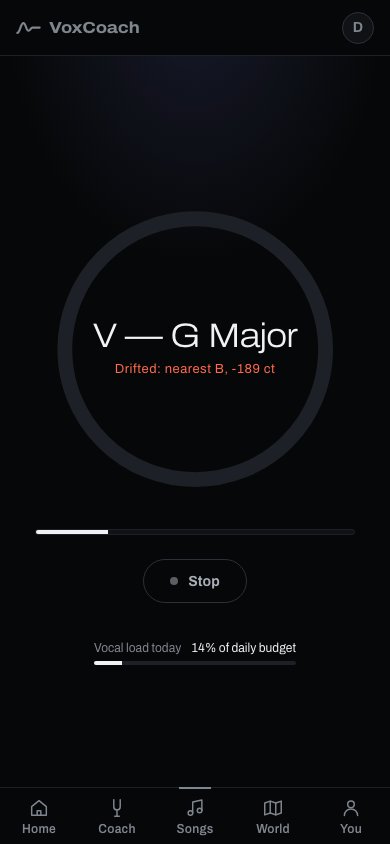 VoxCoach
D
V — G Major
Drifted: nearest B, -189 ct
Stop
Vocal load today 14% of daily budget
Home Coach Songs World You